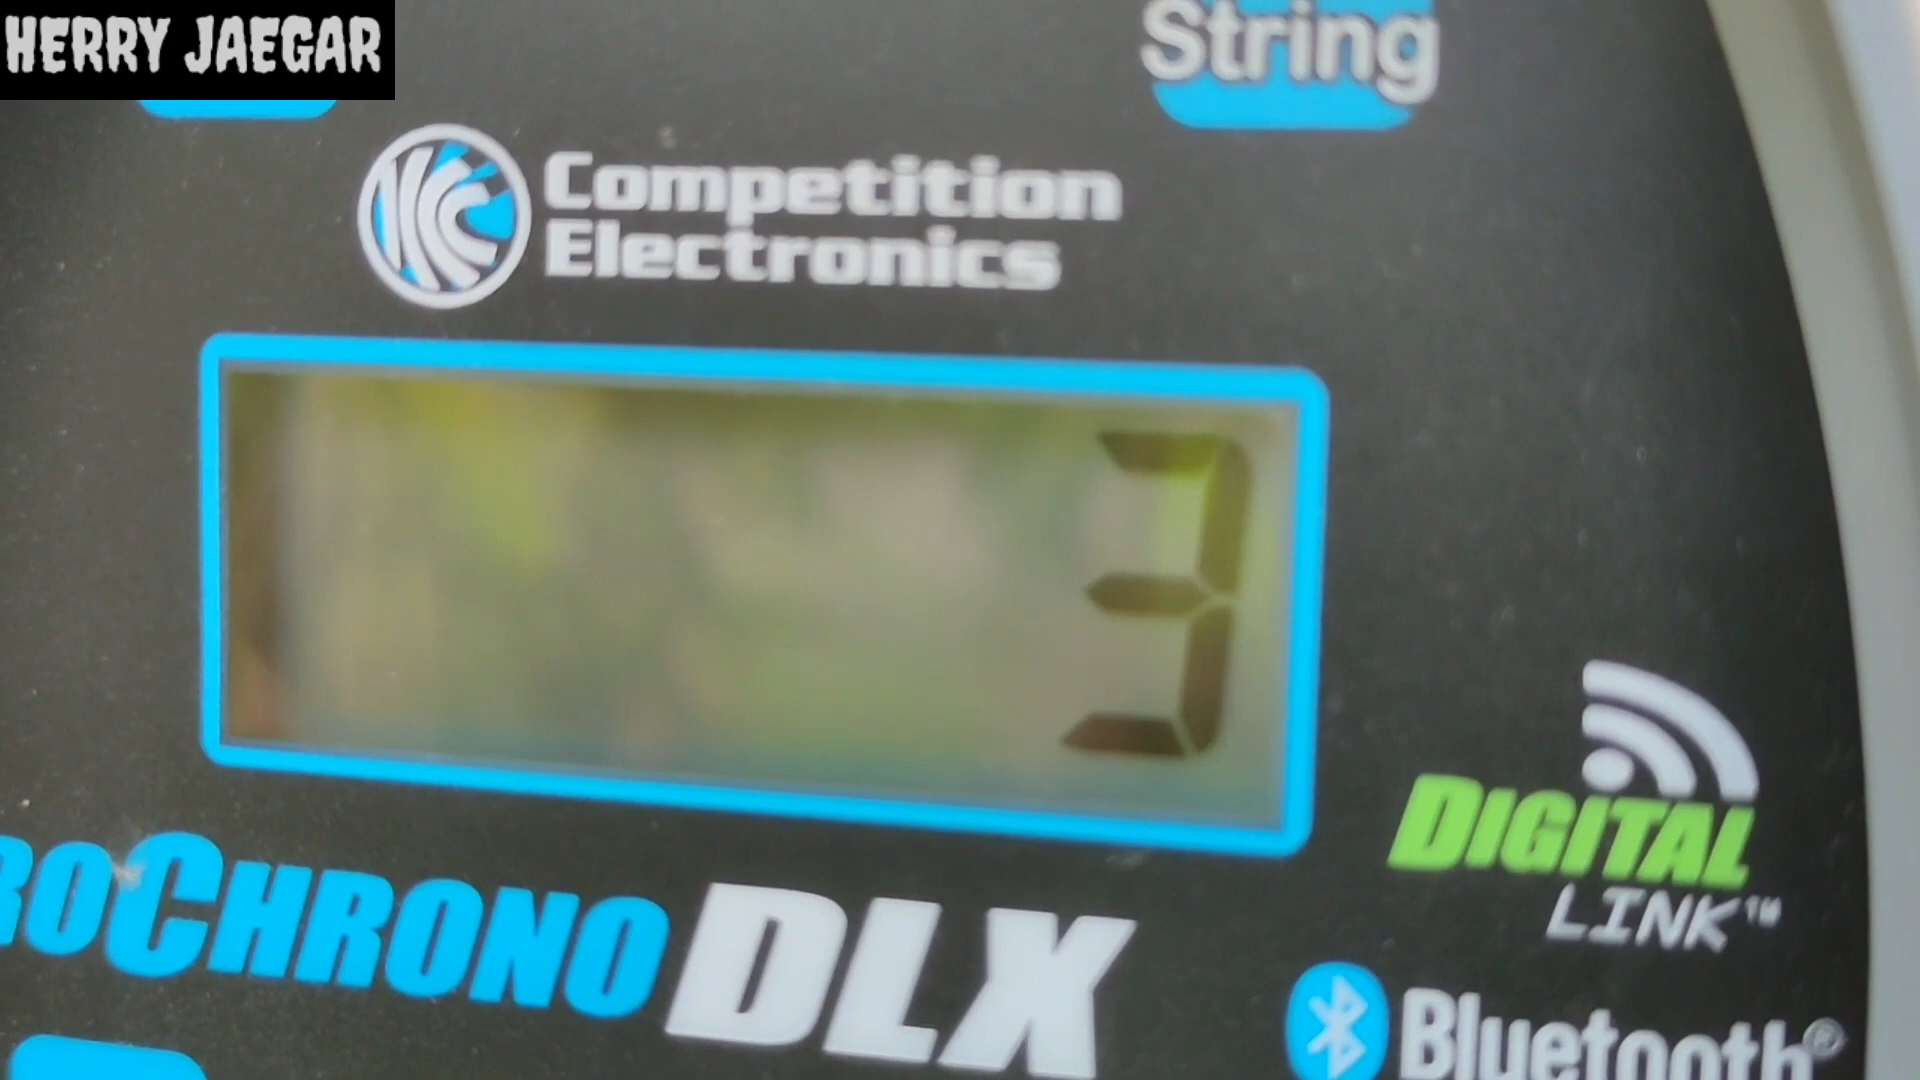 HERRY JAEGAR
String
Competition
Electronics
3
ROCHRONO DLX
DIGITAL
LINK™
Bluetooth®